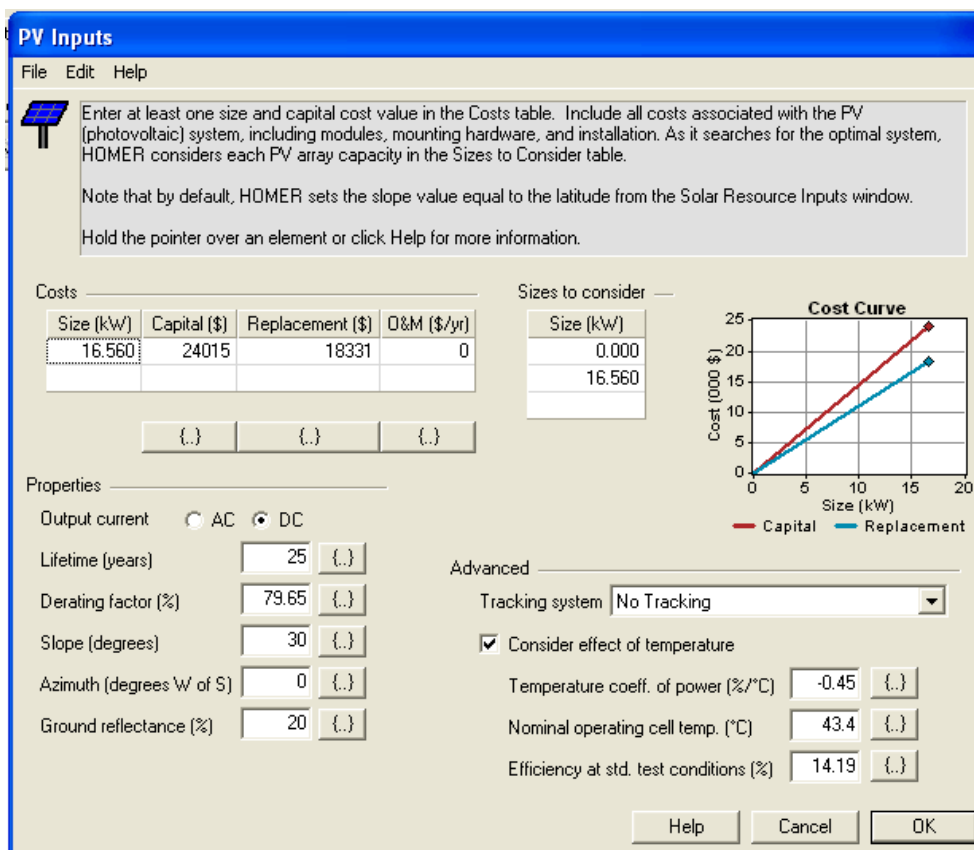 PV Inputs
File Edit Help
Enter at least one size and capital cost value in the Costs table. Include all costs associated with the PV
(photovoltaic) system, including modules, mounting hardware, and installation. As it searches for the optimal system,
HOMER considers each PV array capacity in the Sizes to Consider table.
Note that by default, HOMER sets the slope value equal to the latitude from the Solar Resource Inputs window.
Hold the pointer over an element or click Help for more information.
Costs
Size (kW) Capital ($) Replacement ($) O&M ($/yr)
16.560 24015 18331 0
{..} {..} {..}
Sizes to consider
Size (kW)
0.000
16.560
Cost Curve
Cost (000 $)
25
20
15
10
5
0
0 5 10 15 20
Size (kW)
Capital Replacement
Properties
Output current AC DC
Lifetime (years) 25 {..}
Derating factor (%) 79.65 {..}
Slope (degrees) 30 {..}
Azimuth (degrees W of S) 0 {..}
Ground reflectance (%) 20 {..}
Advanced
Tracking system No Tracking
Consider effect of temperature
Temperature coeff. of power (%/°C) -0.45 {..}
Nominal operating cell temp. (°C) 43.4 {..}
Efficiency at std. test conditions (%) 14.19 {..}
Help Cancel OK